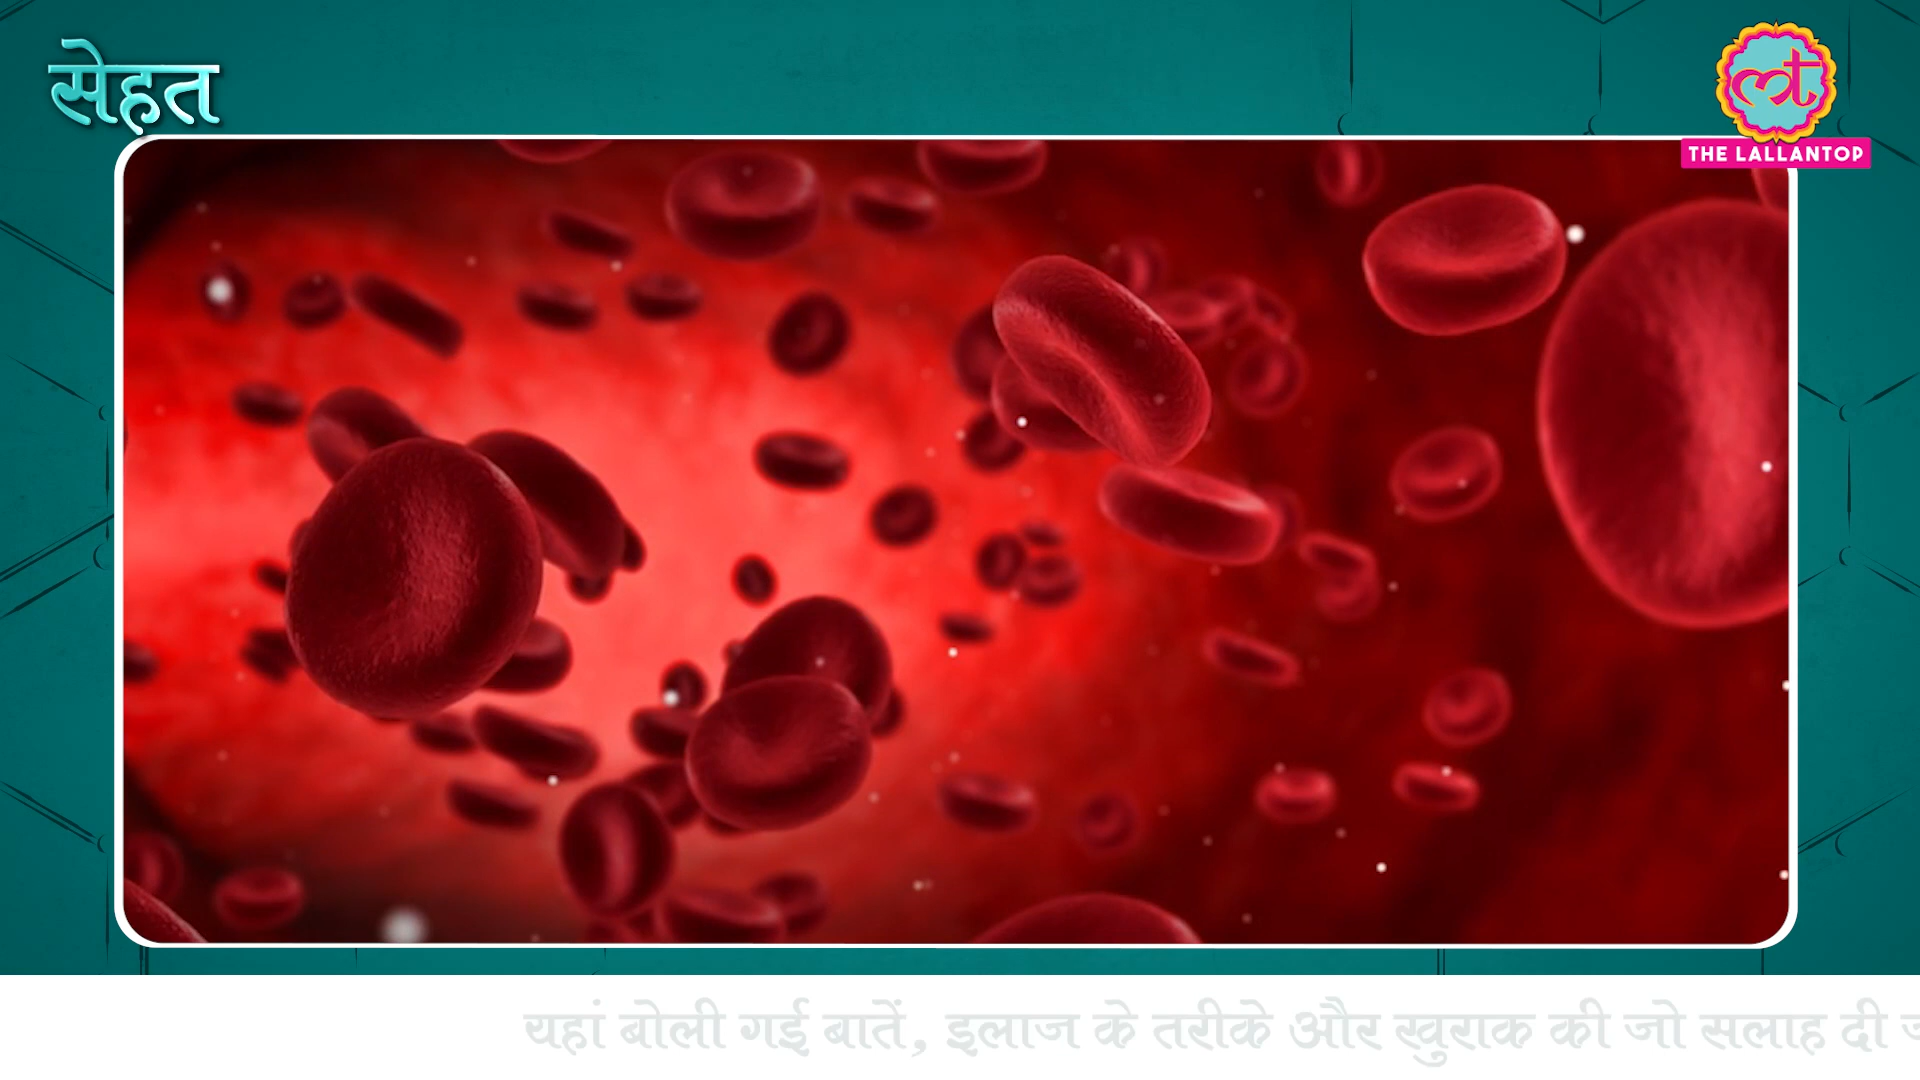 सेहत
THE LALLANTOP
यहां बोली गई बातें, इलाज के तरीके और खुराक की जो सलाह दी